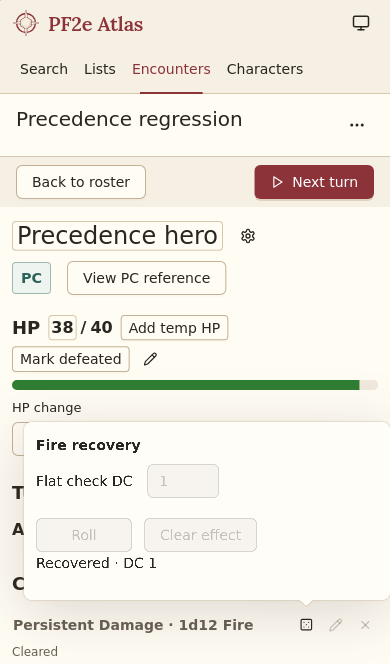 PF2e Atlas
Search Lists Encounters Characters
Precedence regression
...
Back to roster Next turn
Precedence hero
PC View PC reference
HP 38 / 40 Add temp HP
Mark defeated
HP change
Fire recovery
Flat check DC 1
Roll Clear effect
Recovered · DC 1
T
A
C
Persistent Damage · 1d12 Fire
Cleared